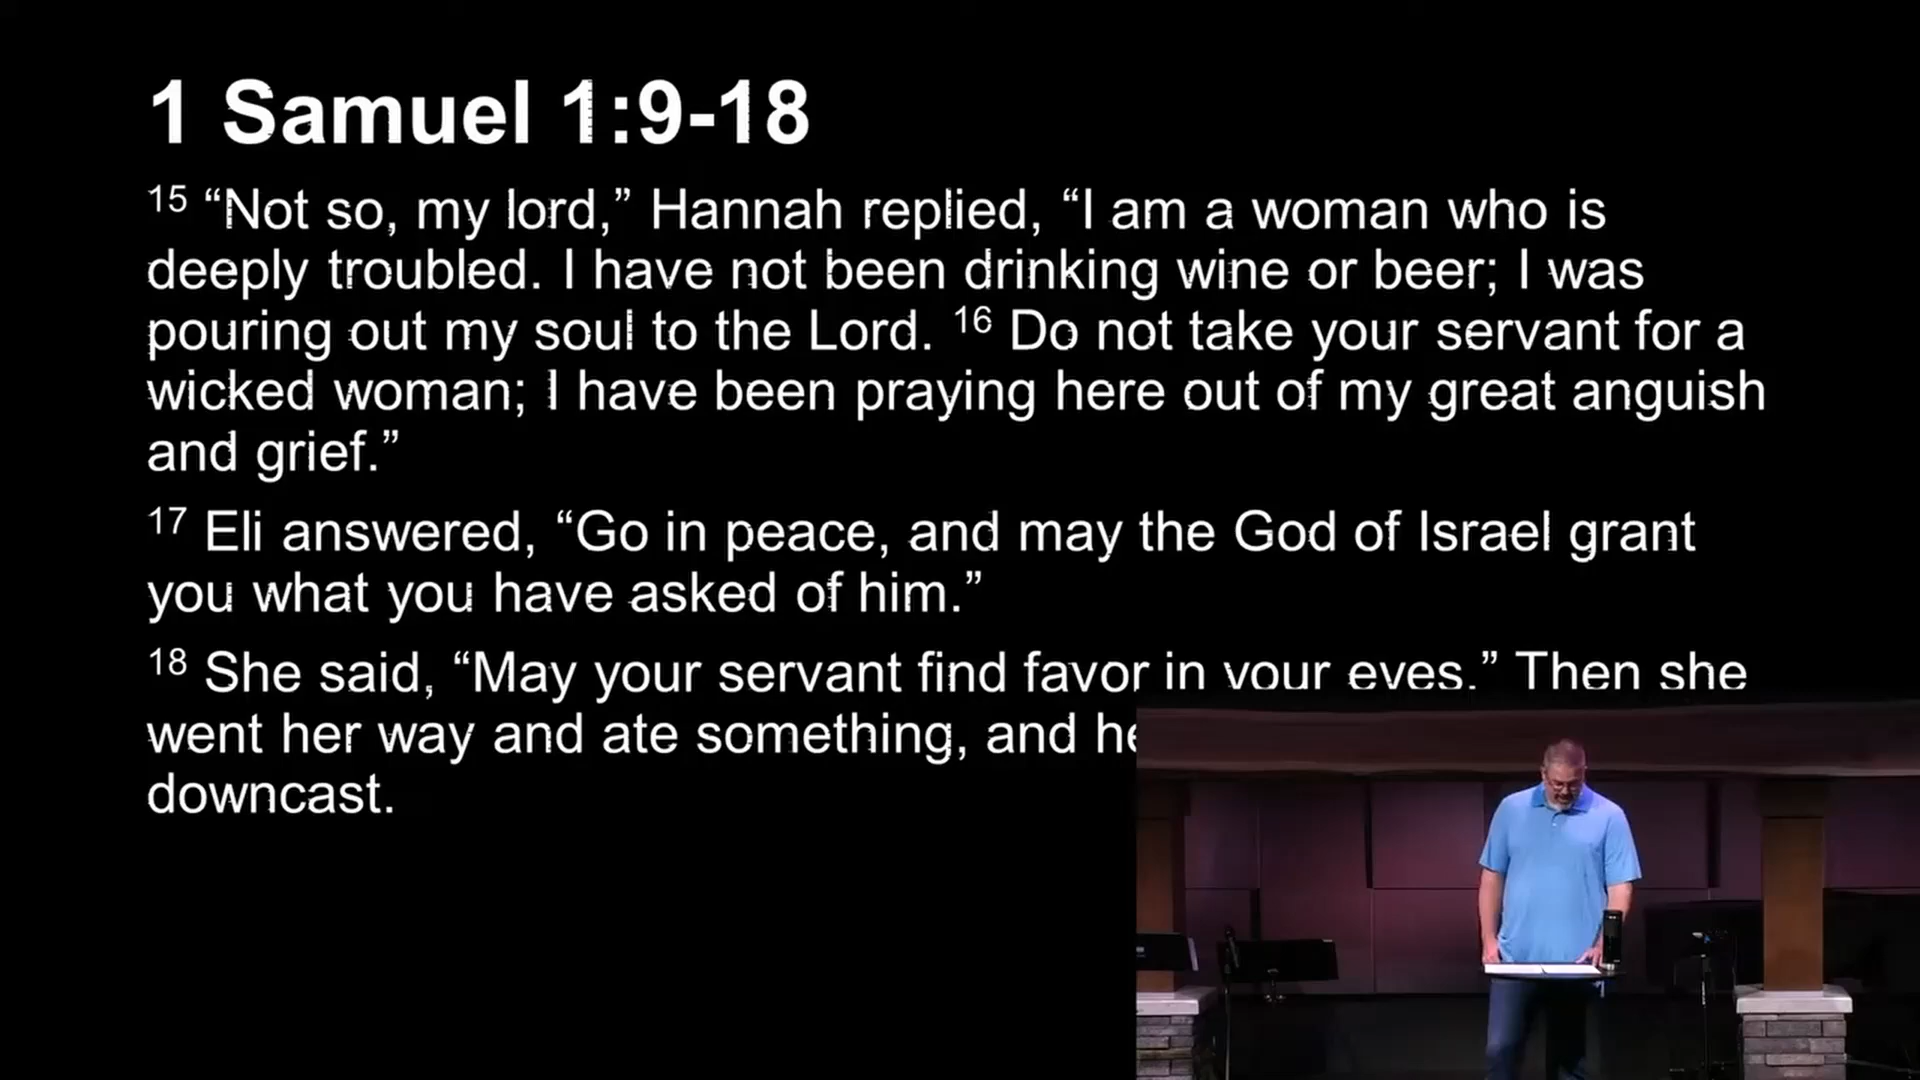 1 Samuel 1:9-18
15 “Not so, my lord,” Hannah replied, “I am a woman who is
deeply troubled. I have not been drinking wine or beer; I was
pouring out my soul to the Lord. 16 Do not take your servant for a
wicked woman; I have been praying here out of my great anguish
and grief.”
17 Eli answered, “Go in peace, and may the God of Israel grant
you what you have asked of him.”
18 She said, “May your servant find favor in your eyes.” Then she
went her way and ate something, and
downcast.